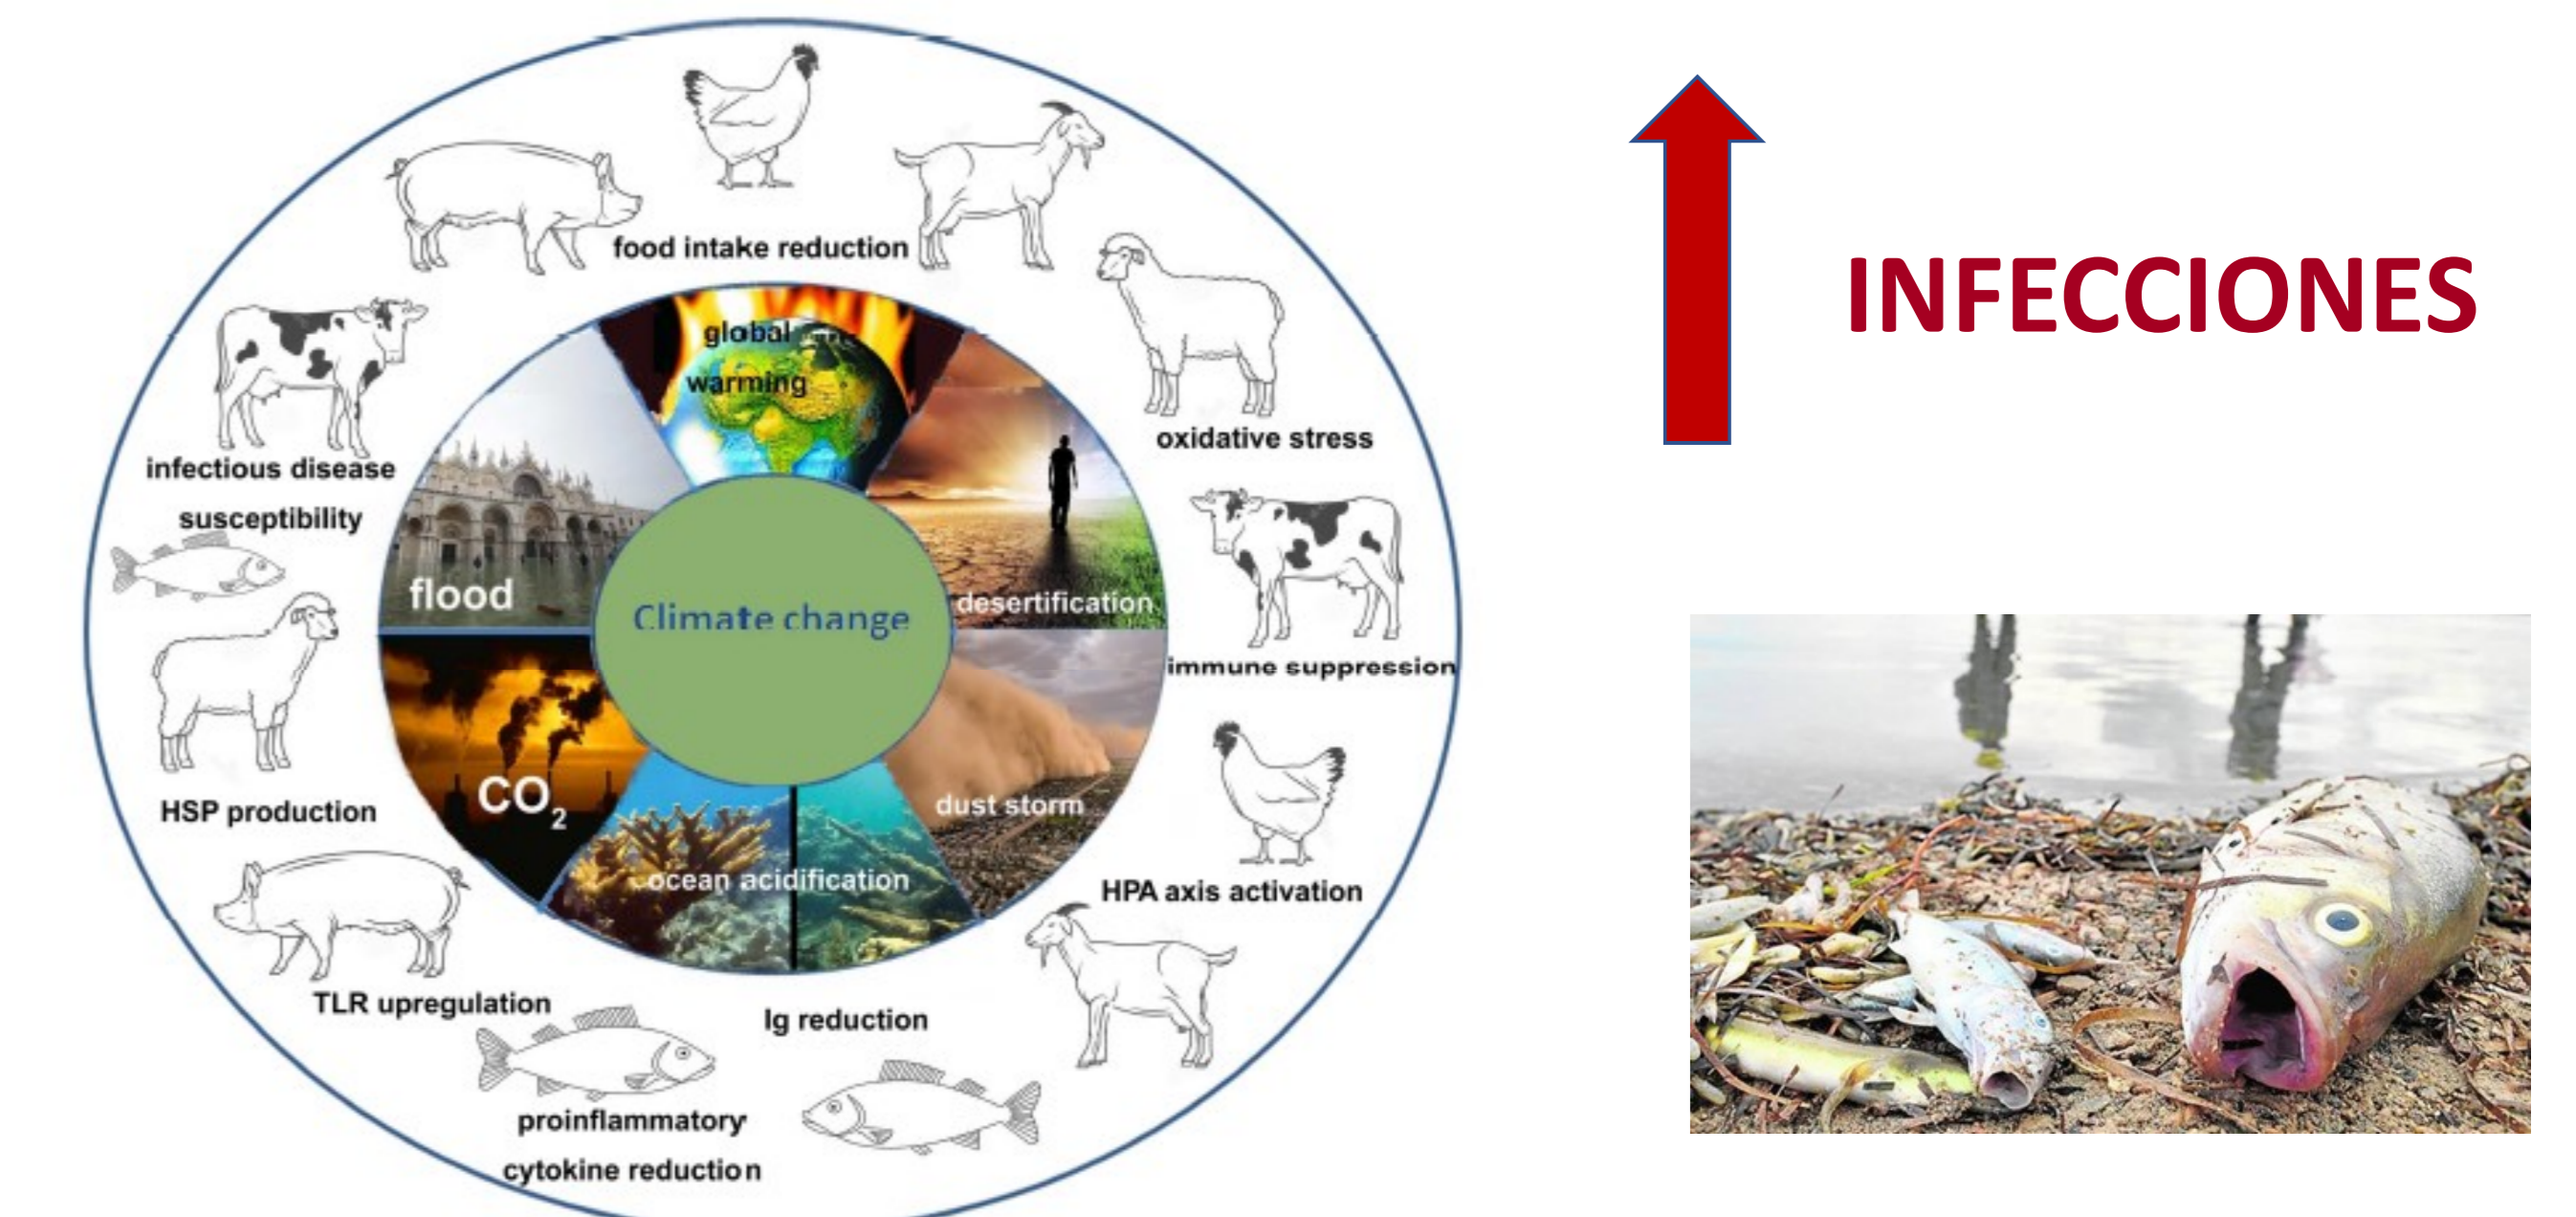 food intake reduction
global
warming
oxidative stress
infectious disease
susceptibility
flood
Climate change
desertification
immune suppression
CO₂
dust storm
HSP production
ocean acidification
HPA axis activation
TLR upregulation
Ig reduction
proinflammatory
cytokine reduction
INFECCIONES